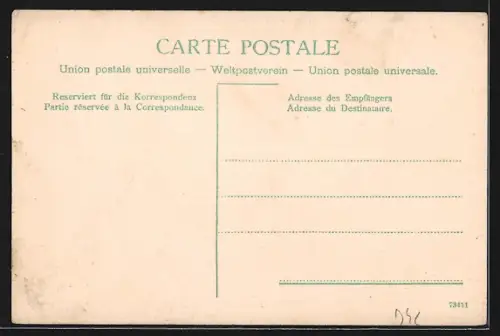 CARTE POSTALE
Union postale universelle — Weltpostverein — Union postale universale.
Reserviert für die Korrespondenz
Partie réservée à la Correspondance.
Adresse des Empfängers
Adresse du Destinataire.